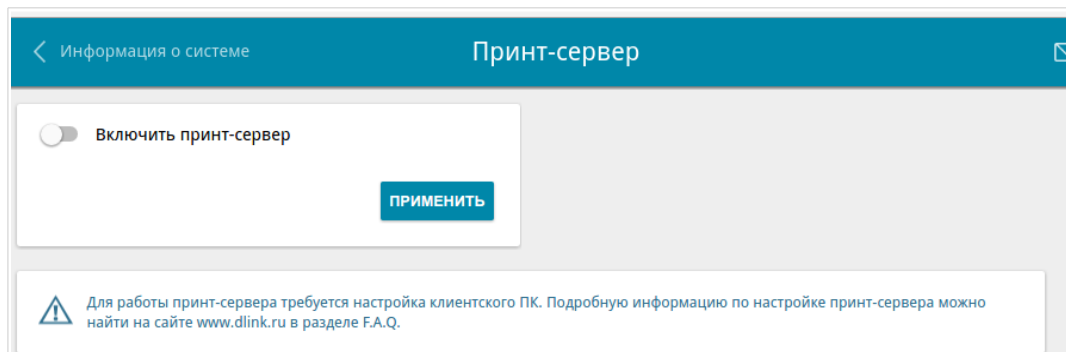 Информация о системе
Принт-сервер
Включить принт-сервер
ПРИМЕНИТЬ
Для работы принт-сервера требуется настройка клиентского ПК. Подробную информацию по настройке принт-сервера можно
найти на сайте www.dlink.ru в разделе F.A.Q.